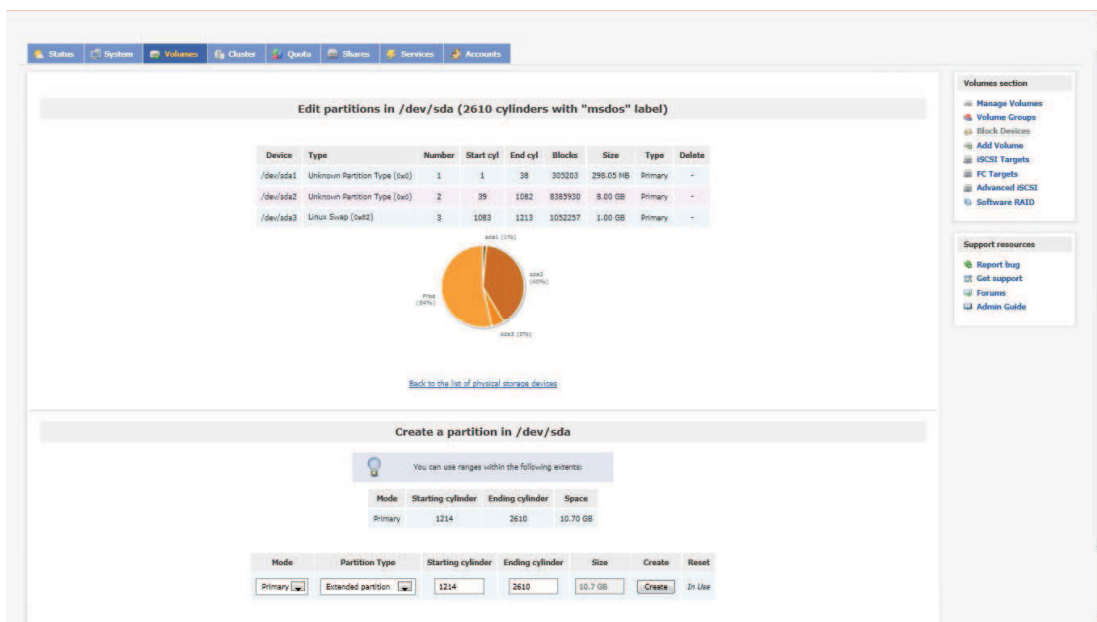 Status System Volumes Cluster Quota Shares Services Accounts
Edit partitions in /dev/sda (2610 cylinders with "msdos" label)
Device Type Number Start cyl End cyl Blocks Size Type Delete
/dev/sda1 Unknown Partition Type (0x0) 1 1 38 305203 298.05 MB Primary -
/dev/sda2 Unknown Partition Type (0x0) 2 39 1082 8385930 8.00 GB Primary -
/dev/sda3 Linux Swap (0x82) 3 1083 1213 1052257 1.00 GB Primary -
sda1 (1%)
sda2
(40%)
Free
(54%)
sda3 (5%)
Back to the list of physical storage devices
Create a partition in /dev/sda
You can use ranges within the following extents:
Mode Starting cylinder Ending cylinder Space
Primary 1214 2610 10.70 GB
Mode Partition Type Starting cylinder Ending cylinder Size Create Reset
Primary Extended partition 1214 2610 10.7 GB Create In Use
Volumes section
Manage Volumes
Volume Groups
Block Devices
Add Volume
iSCSI Targets
FC Targets
Advanced iSCSI
Software RAID
Support resources
Report bug
Get support
Forums
Admin Guide